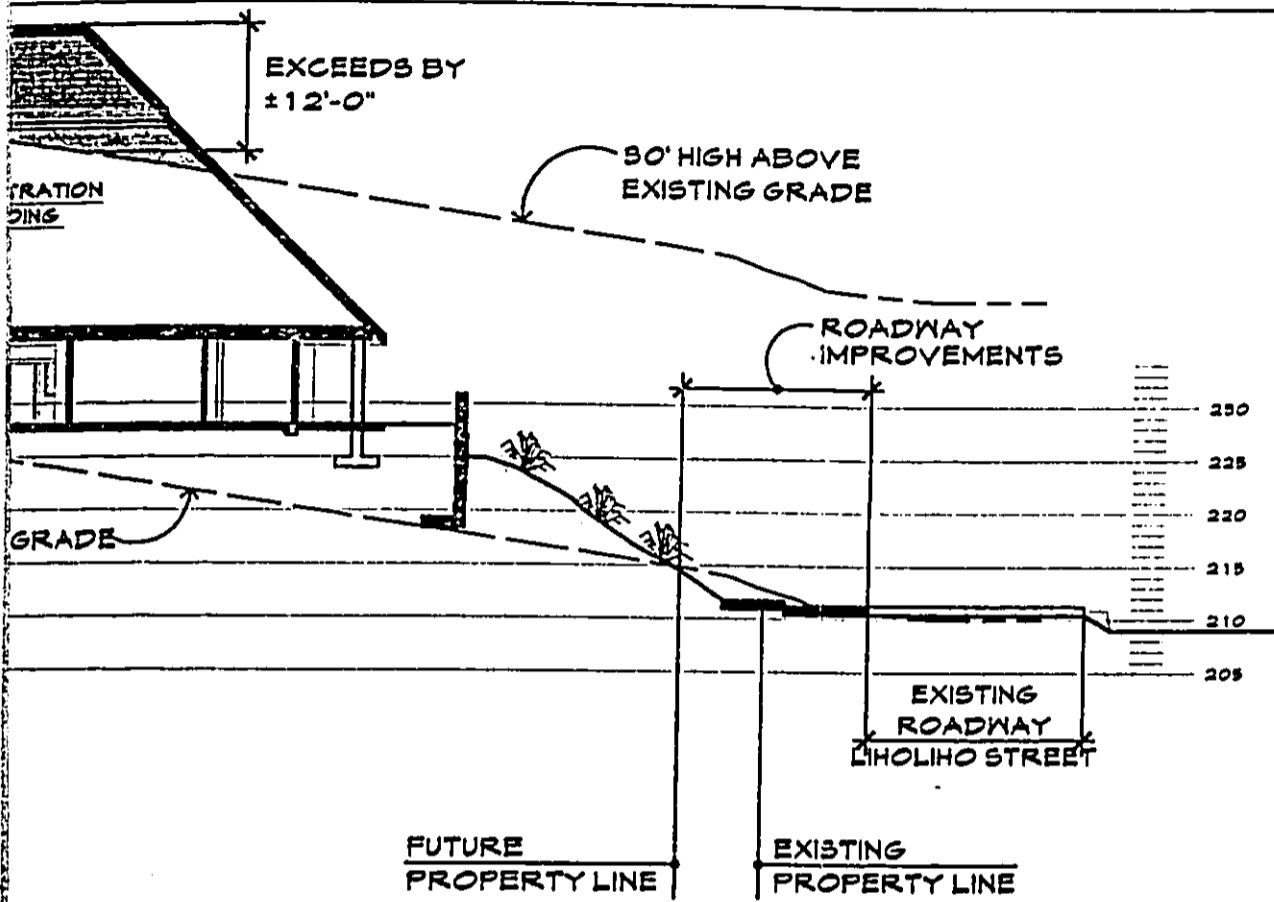 EXCEEDS BY
±12'-0"
TRATION
DING
30' HIGH ABOVE
EXISTING GRADE
ROADWAY
IMPROVEMENTS
230
225
220
GRADE
215
210
205
EXISTING
ROADWAY
LIHOLIHO STREET
FUTURE
PROPERTY LINE
EXISTING
PROPERTY LINE